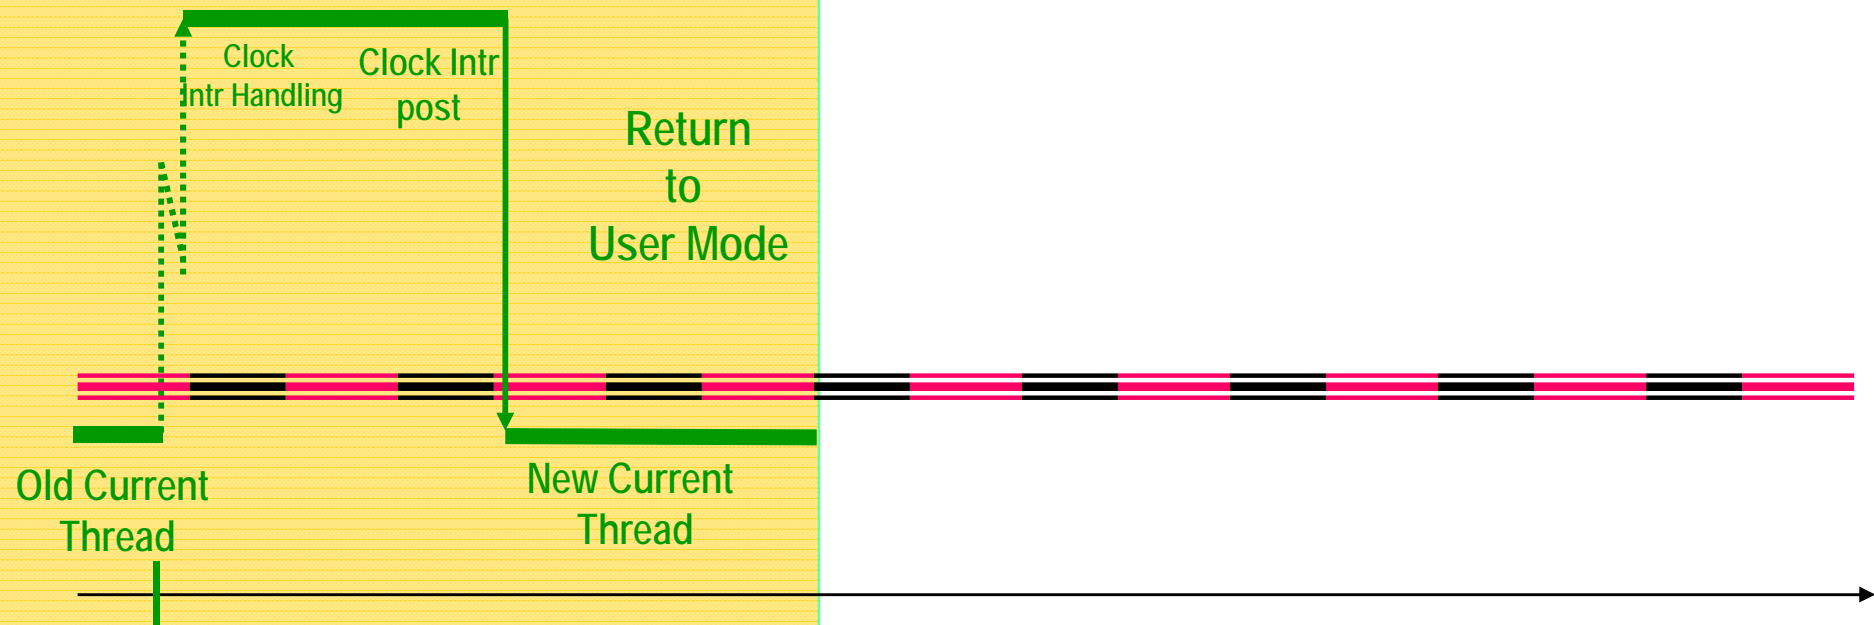 Clock
Intr Handling
Clock Intr
post
Return
to
User Mode
Old Current
Thread
New Current
Thread